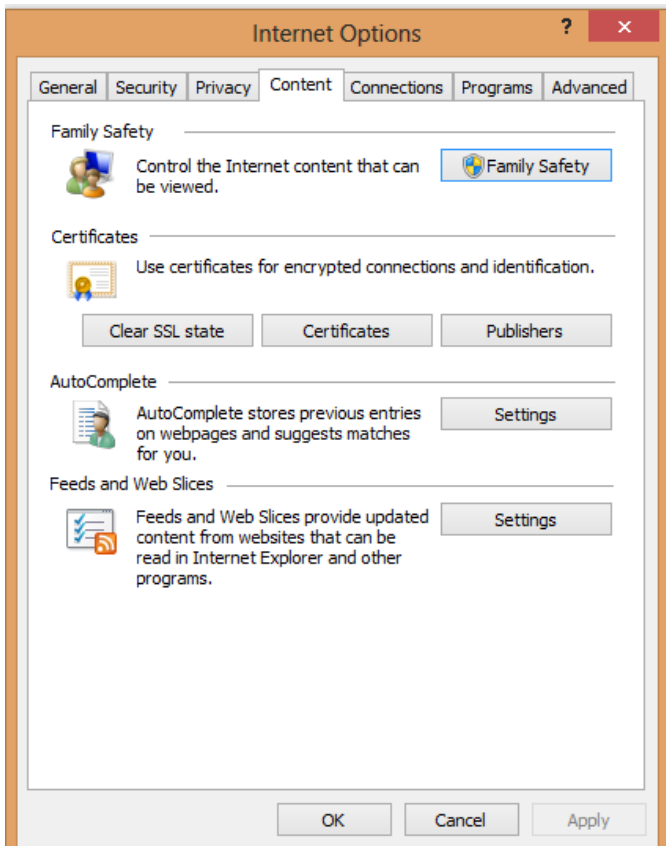 Internet Options
?
General Security Privacy Content Connections Programs Advanced
Family Safety
Control the Internet content that can
be viewed.
Family Safety
Certificates
Use certificates for encrypted connections and identification.
Clear SSL state Certificates Publishers
AutoComplete
AutoComplete stores previous entries
on webpages and suggests matches
for you.
Settings
Feeds and Web Slices
Feeds and Web Slices provide updated
content from websites that can be
read in Internet Explorer and other
programs.
Settings
OK Cancel Apply